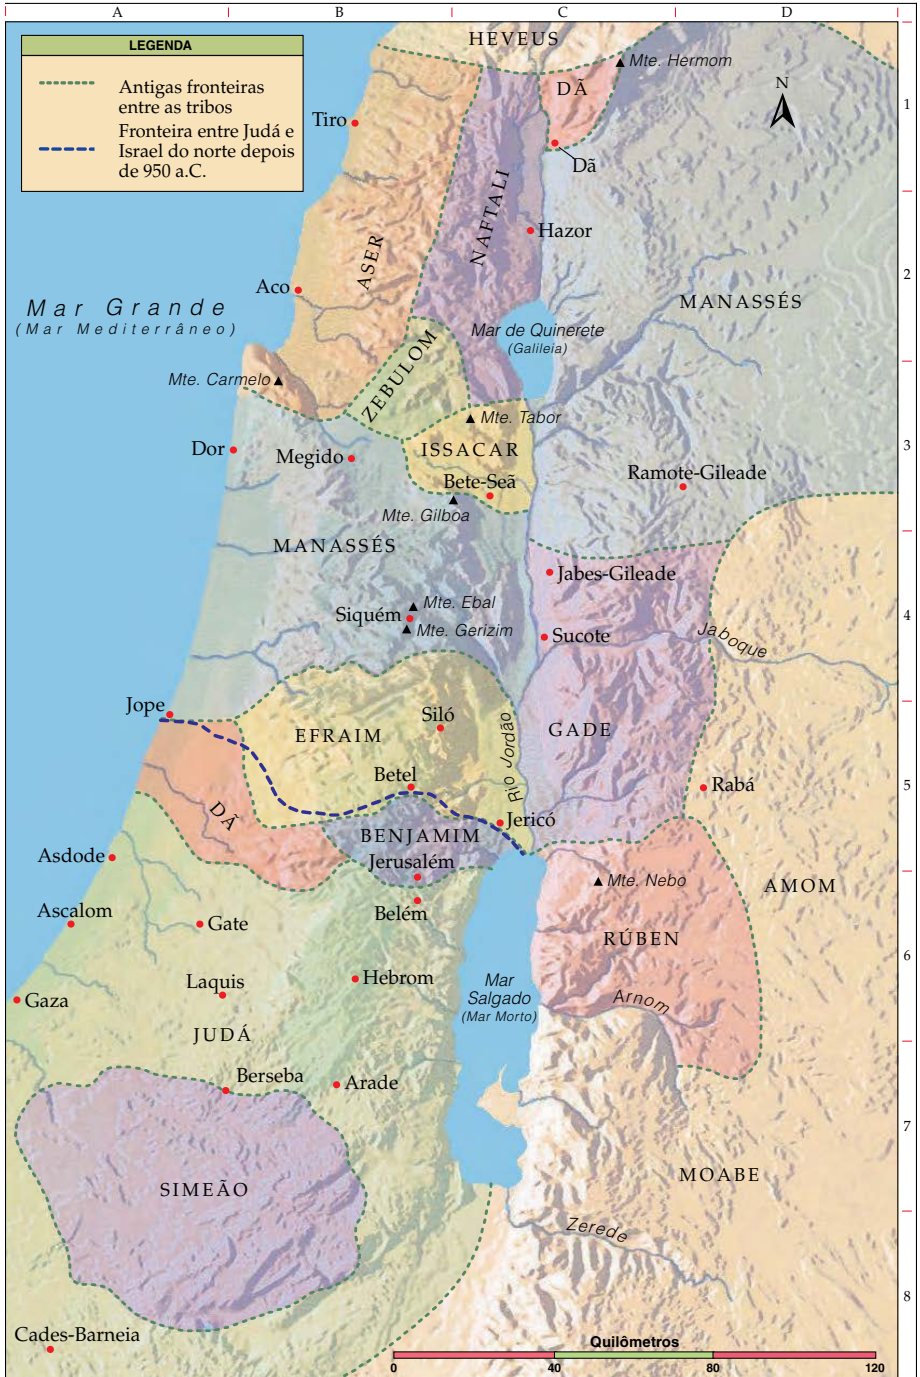 A
B
C
D
LEGENDA
Antigas fronteiras
entre as tribos
Fronteira entre Judá e
Israel do norte depois
de 950 a.C.
HEVEUS
Mte. Hermom
DÃ
N
1
Tiro
Dã
NAFTALI
Hazor
ASER
2
Aco
Mar Grande
(Mar Mediterrâneo)
MANASSÉS
Mar de Quinerete
(Galileia)
ZEBULOM
Mte. Carmelo
Mte. Tabor
Dor
Megido
ISSACAR
3
Bete-Seã
Ramote-Gileade
Mte. Gilboa
MANASSÉS
Jabes-Gileade
Mte. Ebal
Siquém
Mte. Gerizim
4
Sucote
Jaboque
Jope
Siló
EFRAIM
Rio Jordão
GADE
Betel
5
Rabá
DÃ
Jericó
BENJAMIM
Asdode
Jerusalém
Mte. Nebo
AMOM
Ascalom
Belém
Gate
RÚBEN
6
Laquis
Hebrom
Mar
Salgado
(Mar Morto)
Arnom
Gaza
JUDÁ
Berseba
Arade
7
SIMEÃO
MOABE
Zerede
8
Cades-Barneia
Quilômetros
0
40
80
120